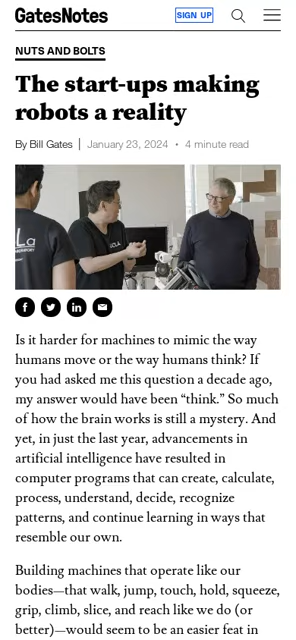 GatesNotes
SIGN UP
NUTS AND BOLTS
The start-ups making
robots a reality
By Bill Gates | January 23, 2024 • 4 minute read
La
UCLA
Is it harder for machines to mimic the way
humans move or the way humans think? If
you had asked me this question a decade ago,
my answer would have been “think.” So much
of how the brain works is still a mystery. And
yet, in just the last year, advancements in
artificial intelligence have resulted in
computer programs that can create, calculate,
process, understand, decide, recognize
patterns, and continue learning in ways that
resemble our own.
Building machines that operate like our
bodies—that walk, jump, touch, hold, squeeze,
grip, climb, slice, and reach like we do (or
better)—would seem to be an easier feat in